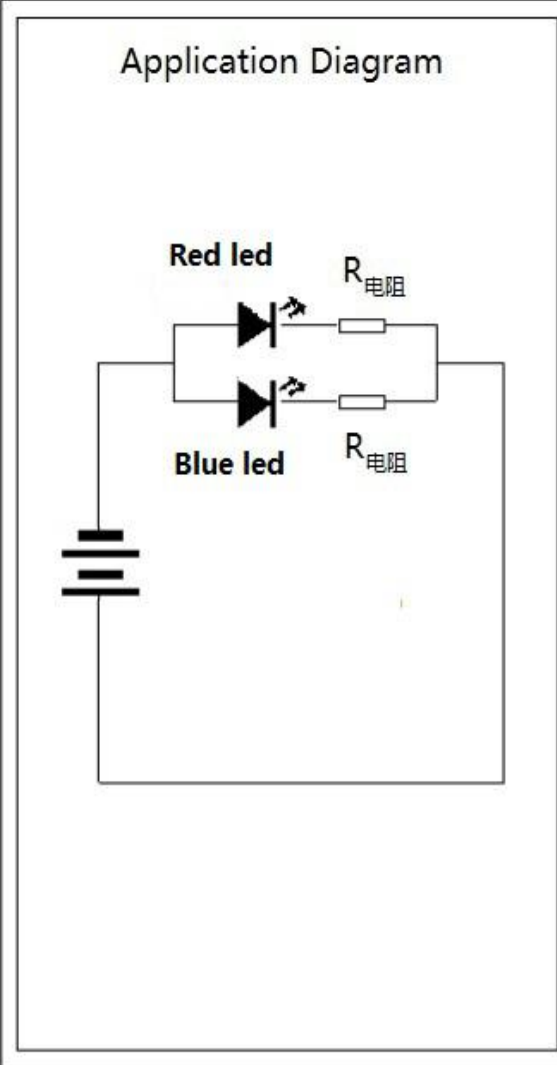 Application Diagram
Red led
R电阻
Blue led
R电阻